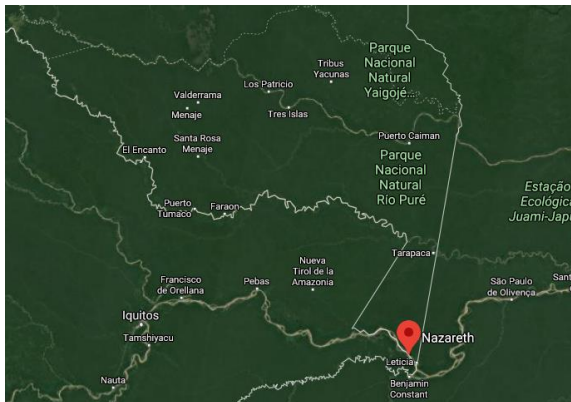 Parque
Nacional
Natural
Yaigojé...
Tribus
Yacunas
Los Patricio
Valderrama
Menaje
Tres Islas
Puerto Caiman
Santa Rosa
Menaje
El Encanto
Parque
Nacional
Natural
Río Puré
Estação
Ecológica
Juami-Jap
Puerto
Tumaco
Faraon
Tarapaca
Nueva
Tirol de la
Amazonia
Francisco
de Orellana
Pebas
São Paulo
de Olivença
Sant
Iquitos
Tamshiyacu
Nazareth
Leticia
Nauta
Benjamin
Constant